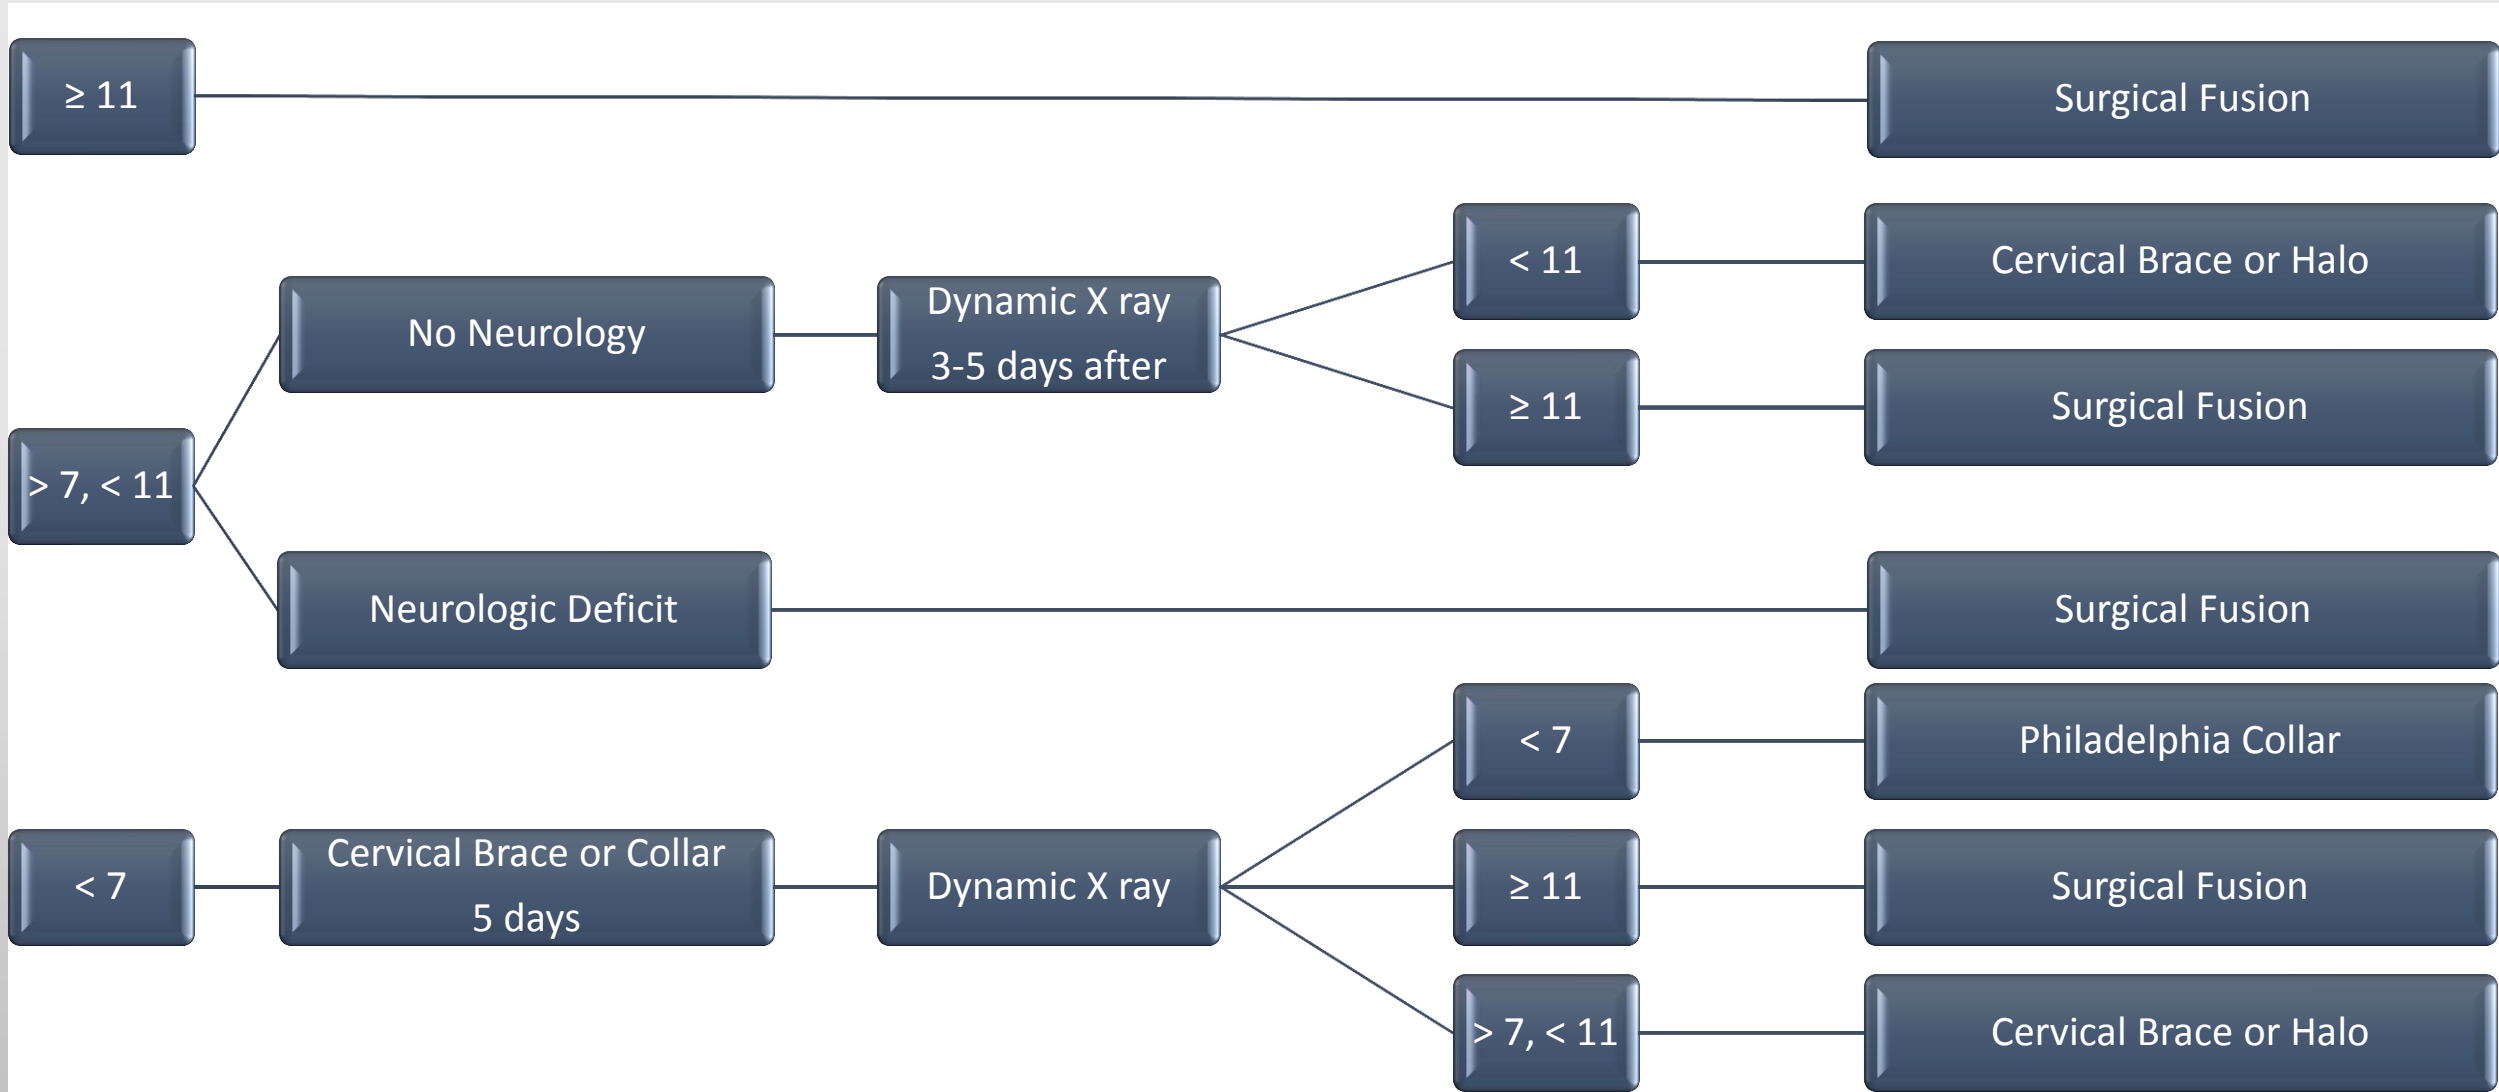 ≥ 11
Surgical Fusion
> 7, < 11
No Neurology
Dynamic X ray
3-5 days after
< 11
Cervical Brace or Halo
≥ 11
Surgical Fusion
Neurologic Deficit
Surgical Fusion
< 7
Cervical Brace or Collar
5 days
Dynamic X ray
< 7
Philadelphia Collar
≥ 11
Surgical Fusion
> 7, < 11
Cervical Brace or Halo